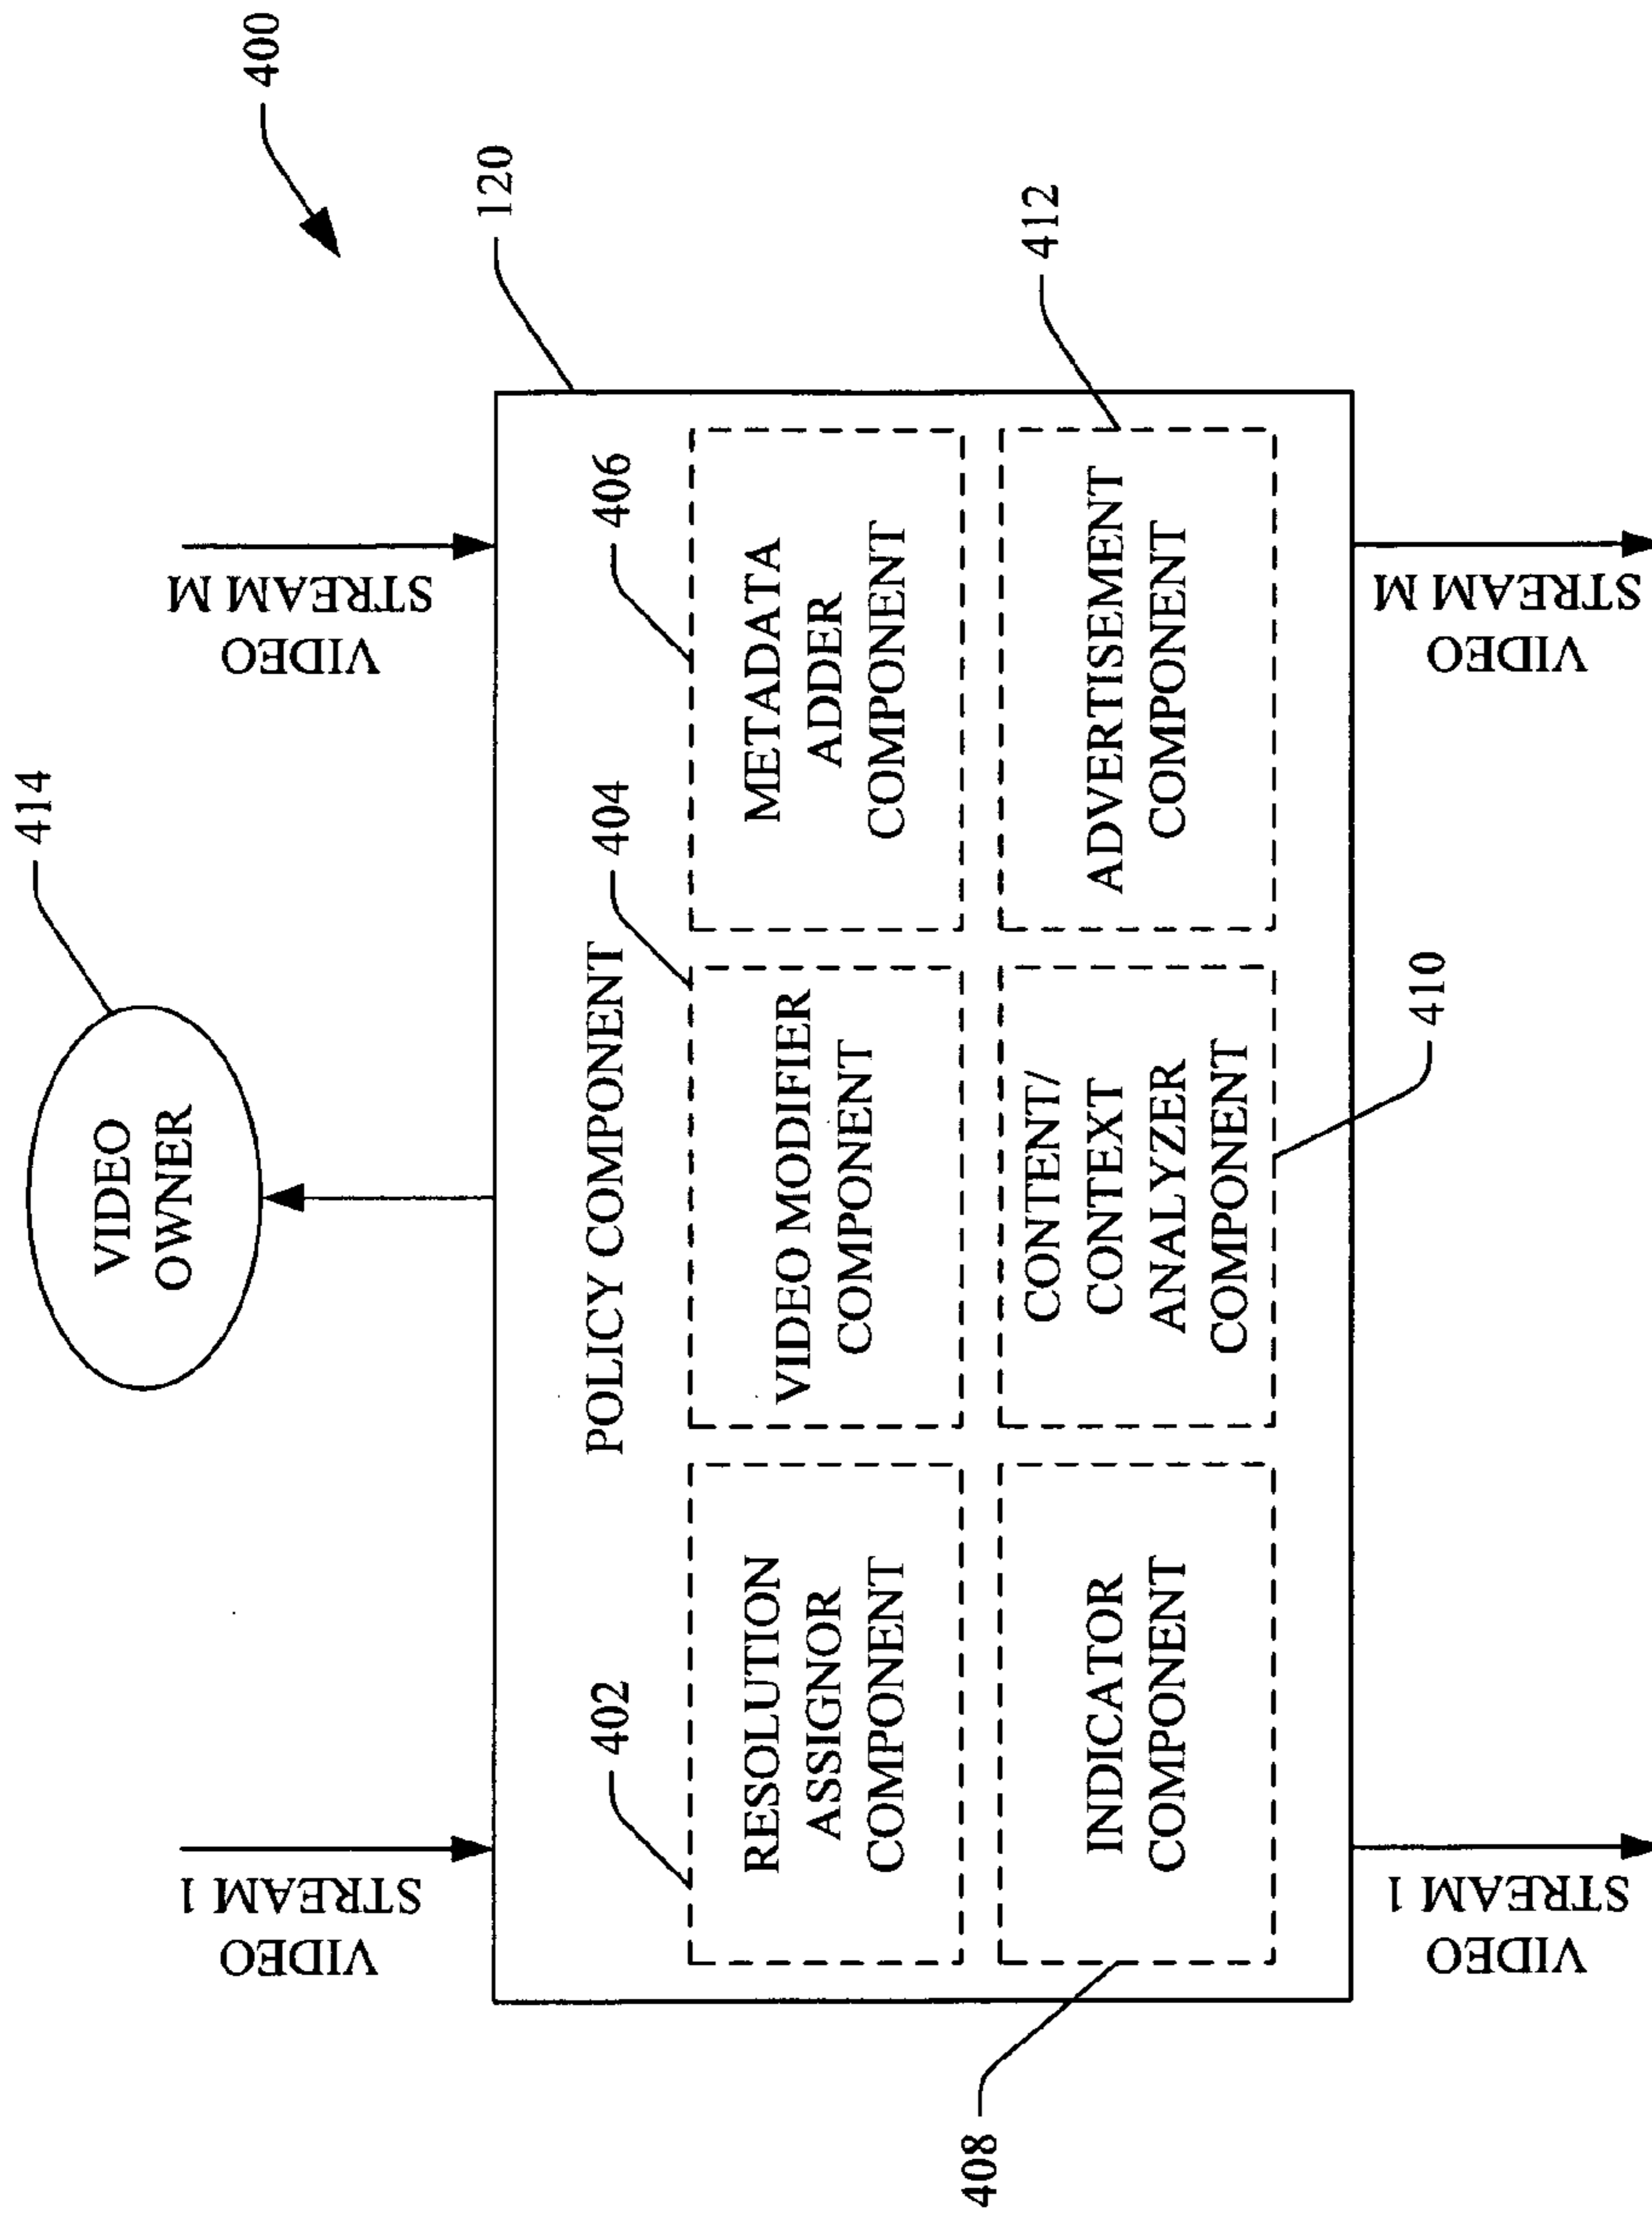 400
414
VIDEO
OWNER
120
VIDEO
STREAM 1
VIDEO
STREAM M
POLICY COMPONENT
402
404
406
RESOLUTION
ASSIGNOR
COMPONENT
VIDEO MODIFIER
COMPONENT
METADATA
ADDER
COMPONENT
408
INDICATOR
COMPONENT
CONTENT/
CONTEXT
ANALYZER
COMPONENT
ADVERTISEMENT
COMPONENT
412
410
VIDEO
STREAM 1
VIDEO
STREAM M